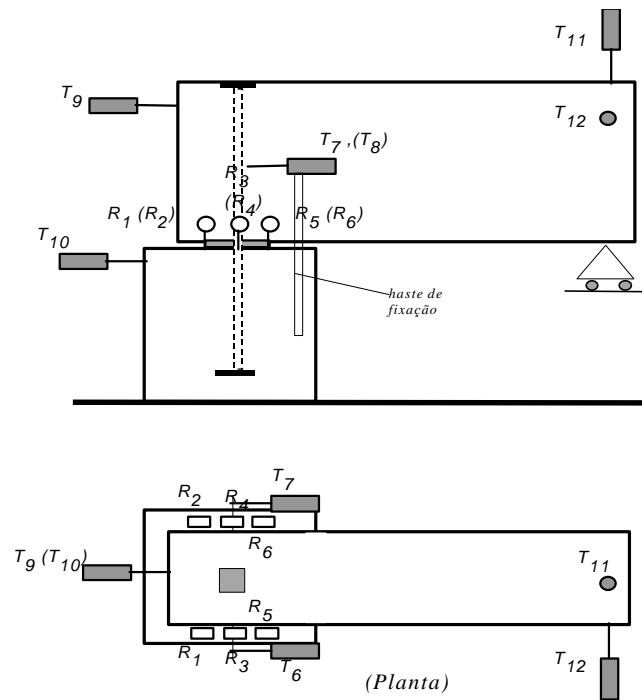 T11
T9
T12
T7 ,(T8)
R3
R1 (R2)
(R4)
R5 (R6)
T10
haste de
fixação
T7
R2
R4
R6
T9 (T10)
T11
R5
R1
R3
T6
T12
(Planta)